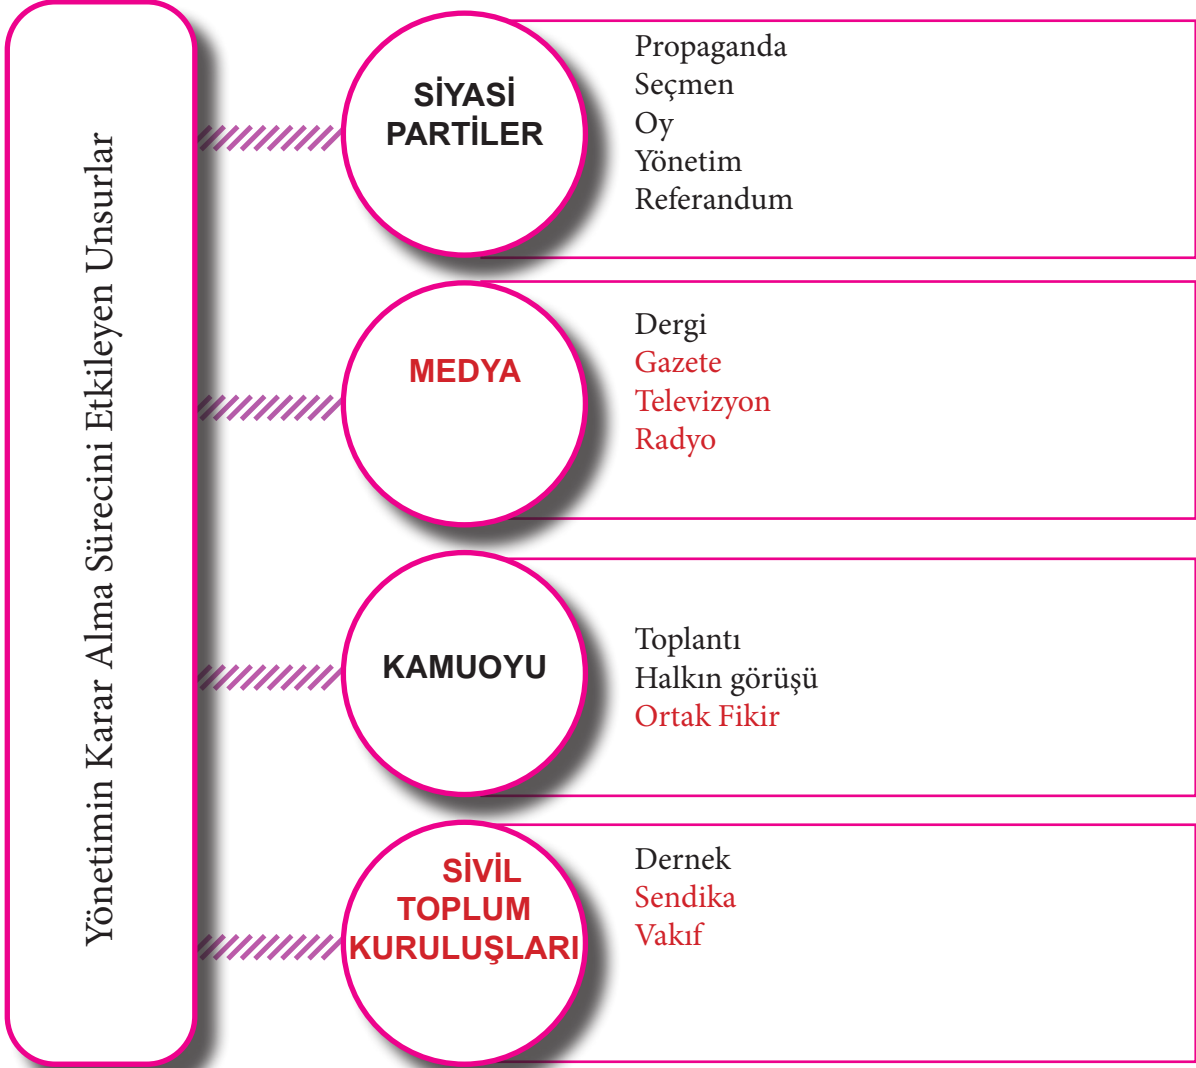 Yönetimin Karar Alma Sürecini Etkileyen Unsurlar
SİYASİ
PARTİLER
Propaganda
Seçmen
Oy
Yönetim
Referandum
MEDYA
Dergi
Gazete
Televizyon
Radyo
KAMUOYU
Toplantı
Halkın görüşü
Ortak Fikir
SİVİL
TOPLUM
KURULUŞLARI
Dernek
Sendika
Vakıf